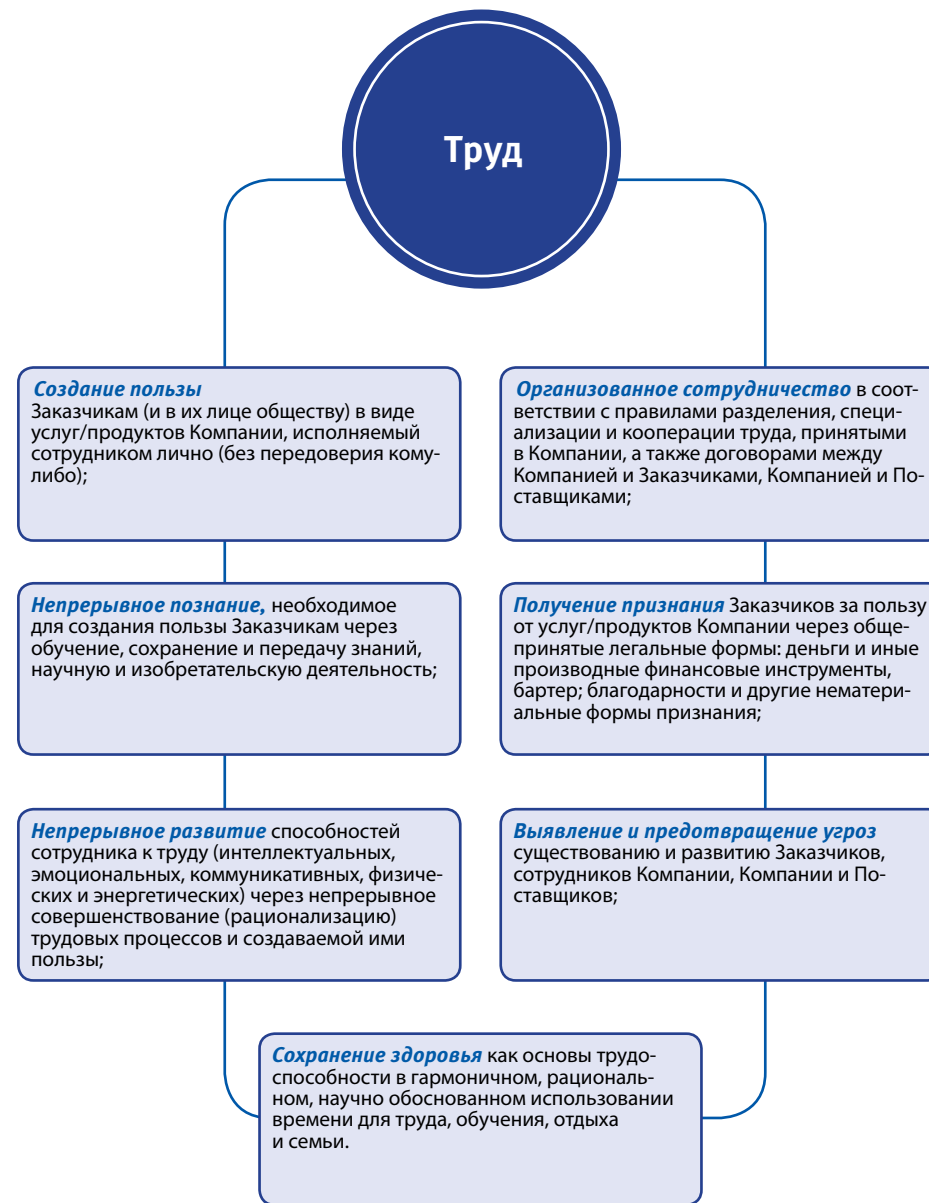 Труд
Создание пользы
Заказчикам (и в их лице обществу) в виде
услуг/продуктов Компании, исполняемый
сотрудником лично (без передоверия кому-
либо);
Организованное сотрудничество в соот-
ветствии с правилами разделения, специ-
ализации и кооперации труда, принятыми
в Компании, а также договорами между
Компанией и Заказчиками, Компанией и По-
ставщиками;
Непрерывное познание, необходимое
для создания пользы Заказчикам через
обучение, сохранение и передачу знаний,
научную и изобретательскую деятельность;
Получение признания Заказчиков за пользу
от услуг/продуктов Компании через обще-
принятые легальные формы: деньги и иные
производные финансовые инструменты,
бартер; благодарности и другие нематери-
альные формы признания;
Непрерывное развитие способностей
сотрудника к труду (интеллектуальных,
эмоциональных, коммуникативных, физиче-
ских и энергетических) через непрерывное
совершенствование (рационализацию)
трудовых процессов и создаваемой ими
пользы;
Выявление и предотвращение угроз
существованию и развитию Заказчиков,
сотрудников Компании, Компании и По-
ставщиков;
Сохранение здоровья как основы трудо-
способности в гармоничном, рациональ-
ном, научно обоснованном использовании
времени для труда, обучения, отдыха
и семьи.